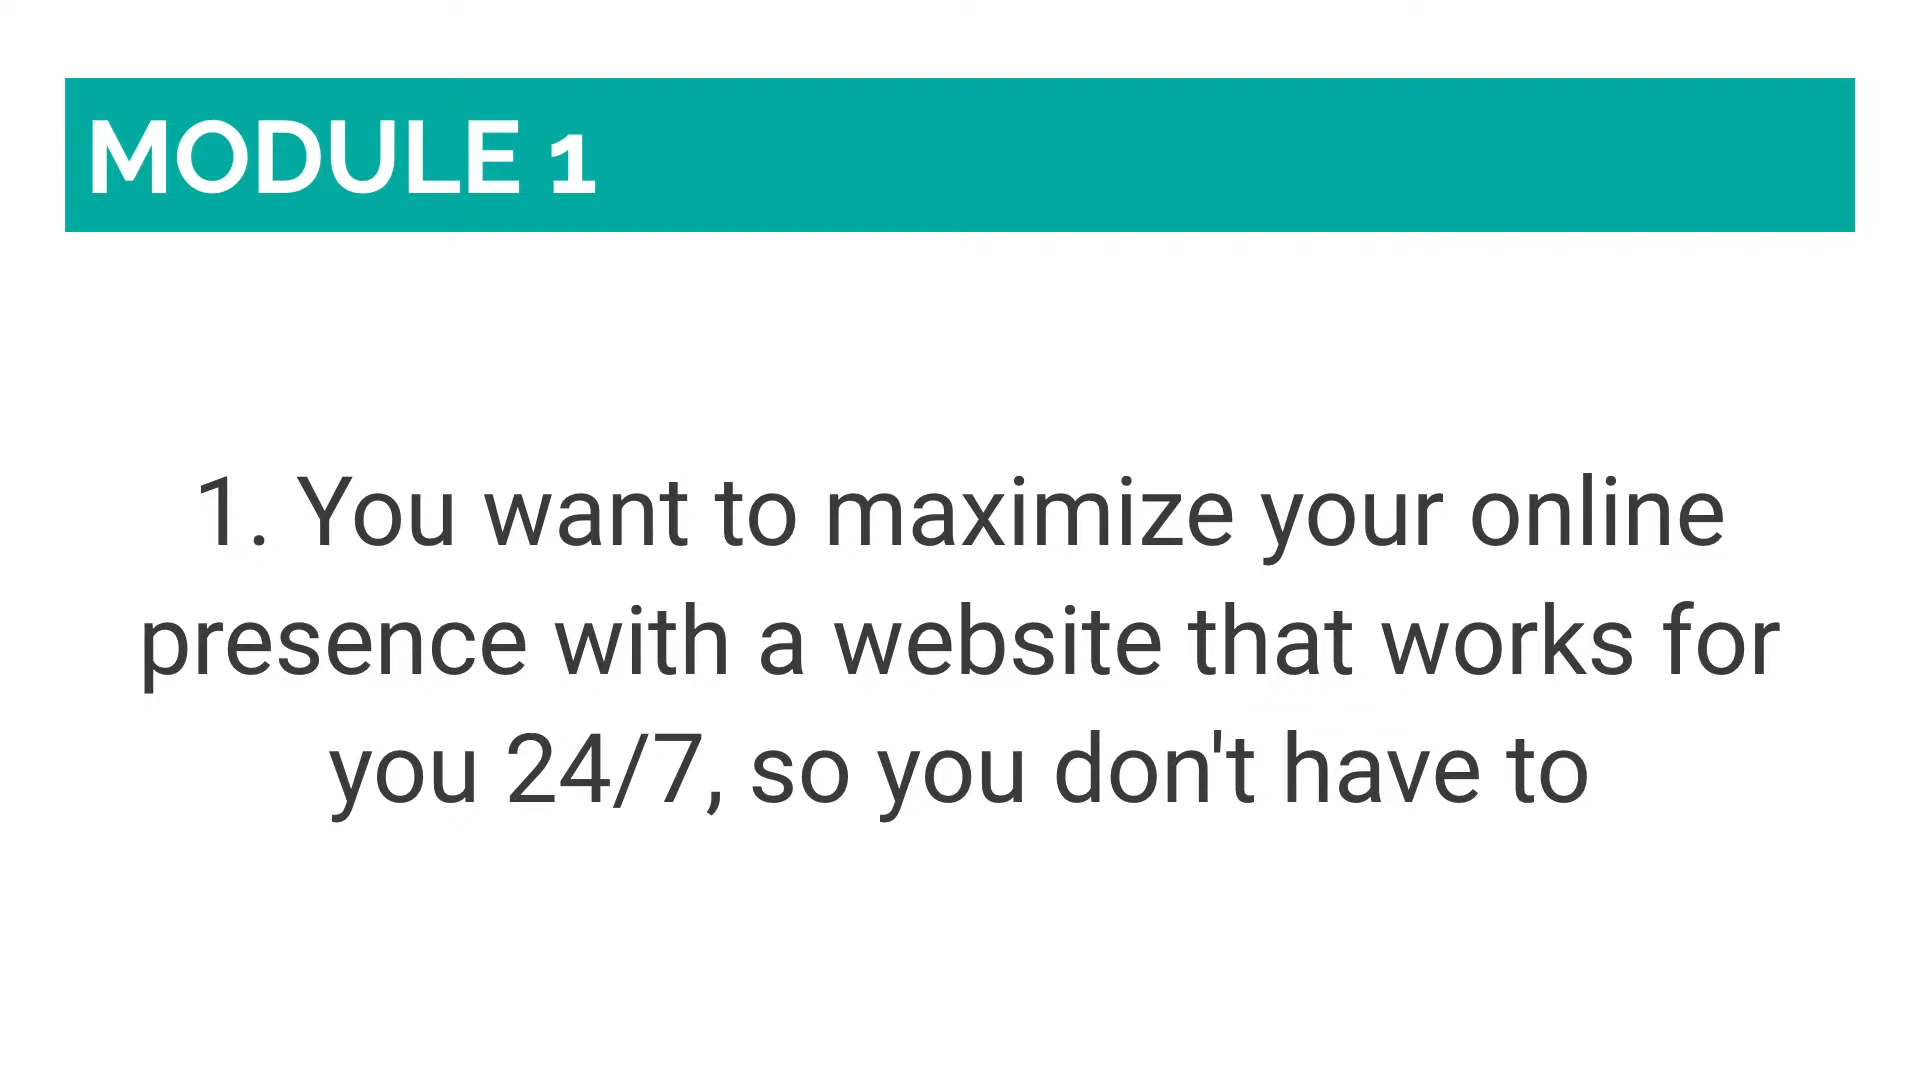 MODULE 1
1. You want to maximize your online
presence with a website that works for
you 24/7, so you don't have to